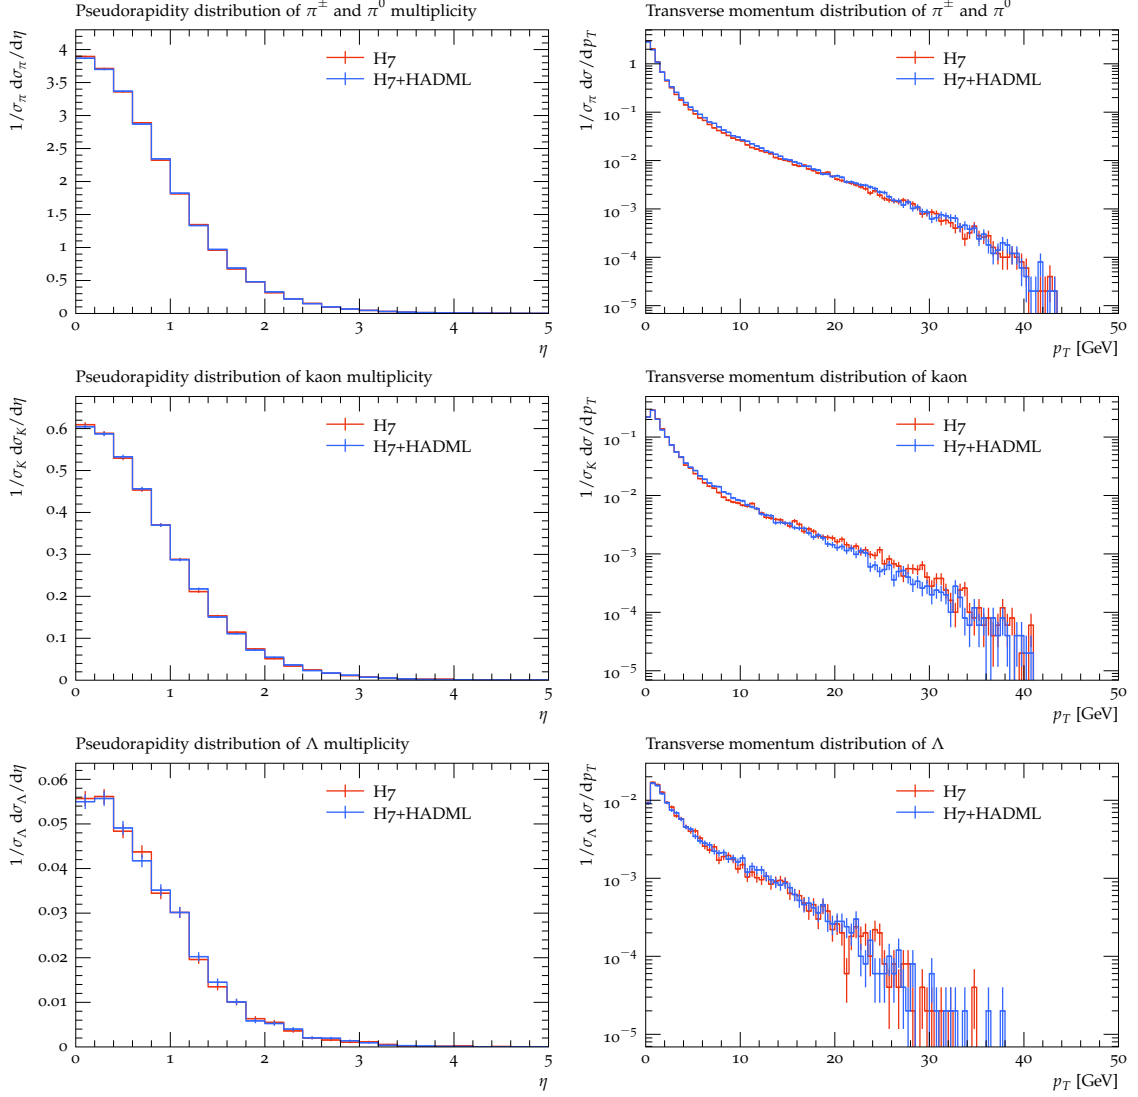 Pseudorapidity distribution of π± and π⁰ multiplicity
1/σπ dσπ/dη
H7
H7+HADML
4
3.5
3
2.5
2
1.5
1
0.5
0
0 1 2 3 4 5
η
Transverse momentum distribution of π± and π⁰
1/σπ dσ/dpT
H7
H7+HADML
1
10⁻¹
10⁻²
10⁻³
10⁻⁴
10⁻⁵
0 10 20 30 40 50
pT [GeV]
Pseudorapidity distribution of kaon multiplicity
1/σK dσK/dη
H7
H7+HADML
0.6
0.5
0.4
0.3
0.2
0.1
0
0 1 2 3 4 5
η
Transverse momentum distribution of kaon
1/σK dσ/dpT
H7
H7+HADML
10⁻¹
10⁻²
10⁻³
10⁻⁴
10⁻⁵
0 10 20 30 40 50
pT [GeV]
Pseudorapidity distribution of Λ multiplicity
1/σΛ dσΛ/dη
H7
H7+HADML
0.06
0.05
0.04
0.03
0.02
0.01
0
0 1 2 3 4 5
η
Transverse momentum distribution of Λ
1/σΛ dσ/dpT
H7
H7+HADML
10⁻²
10⁻³
10⁻⁴
10⁻⁵
0 10 20 30 40 50
pT [GeV]